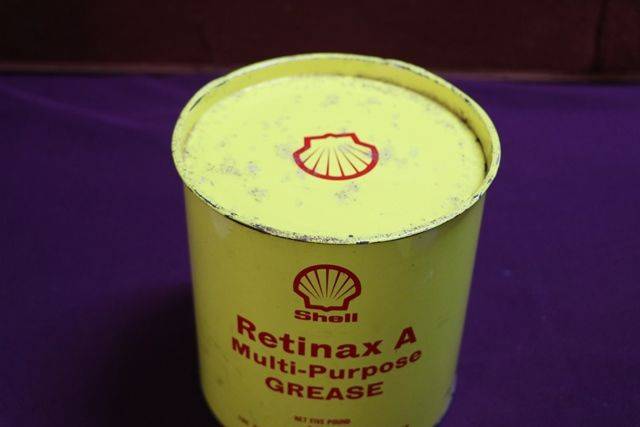 Shell
Retinax A
Multi-Purpose
GREASE
NET FIVE POUND